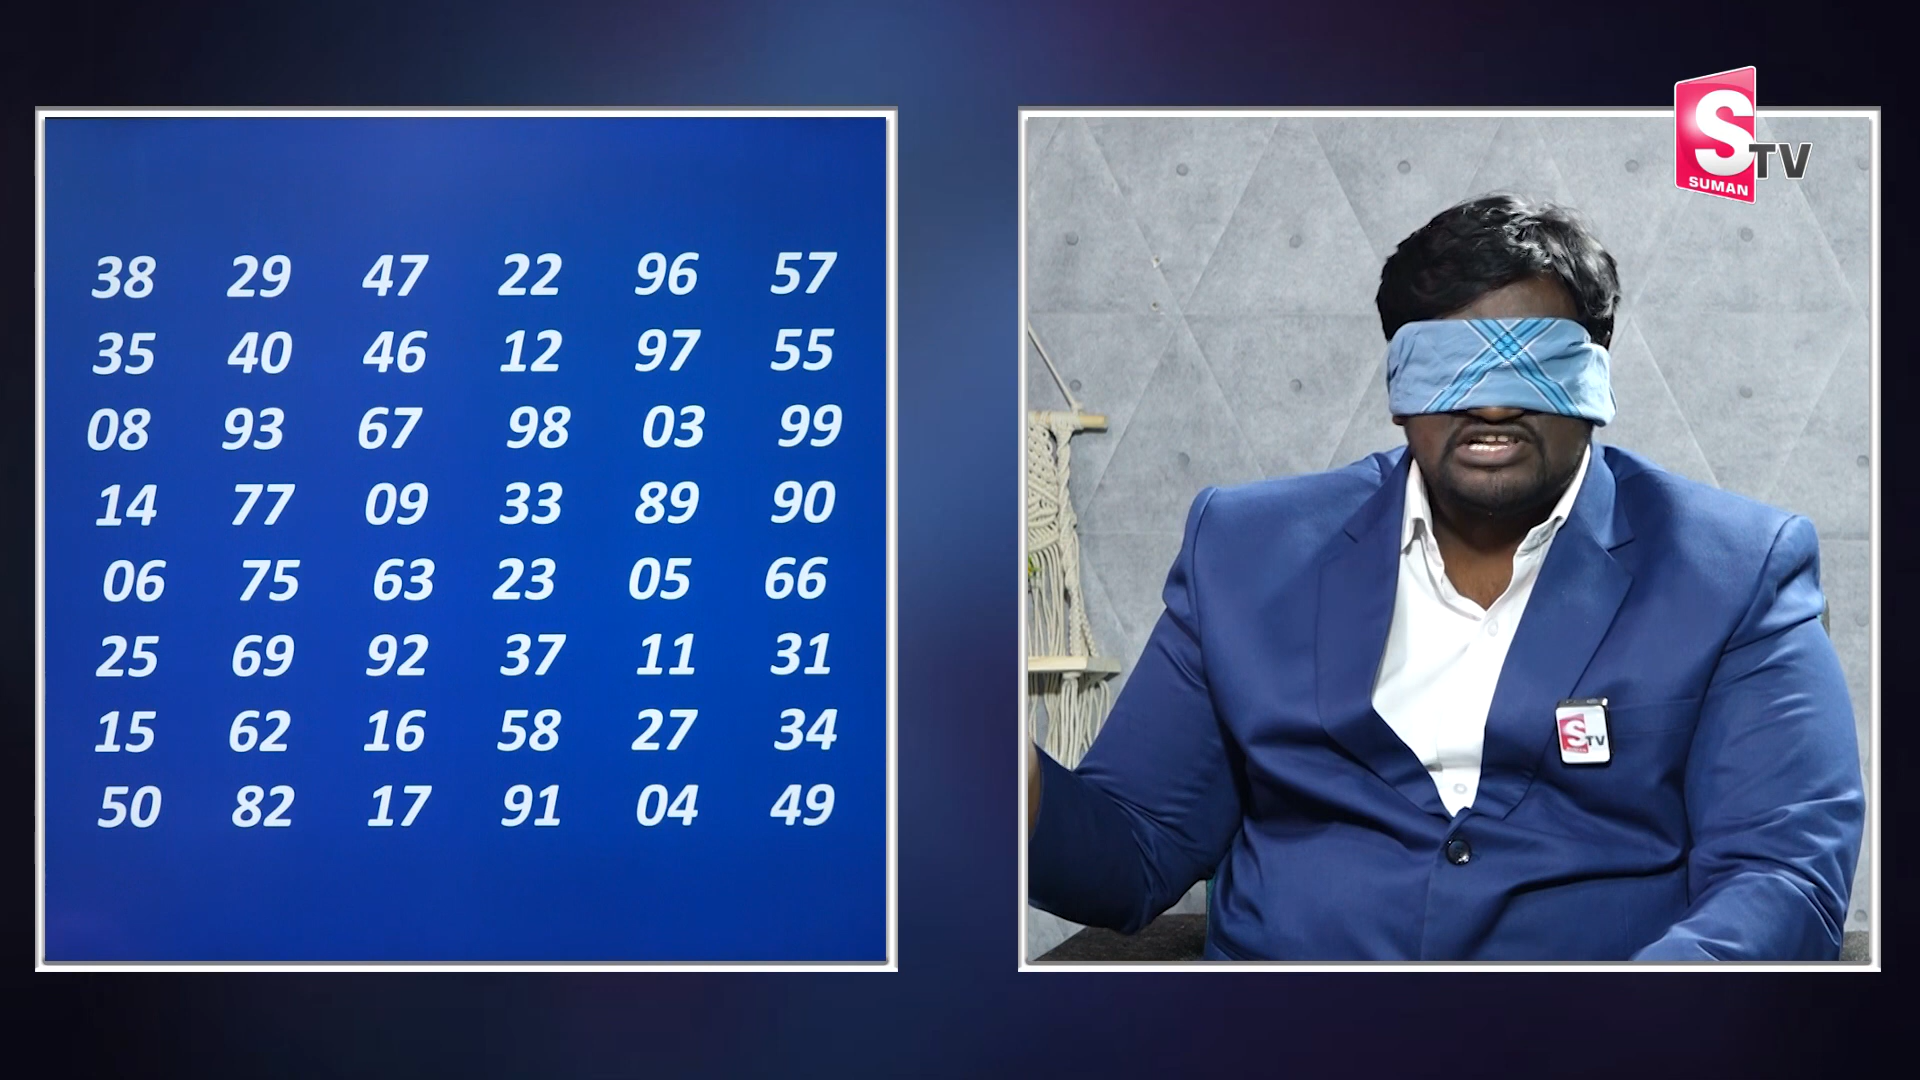 38 29 47 22 96 57
35 40 46 12 97 55
08 93 67 98 03 99
14 77 09 33 89 90
06 75 63 23 05 66
25 69 92 37 11 31
15 62 16 58 27 34
50 82 17 91 04 49
S TV
SUMAN
S TV